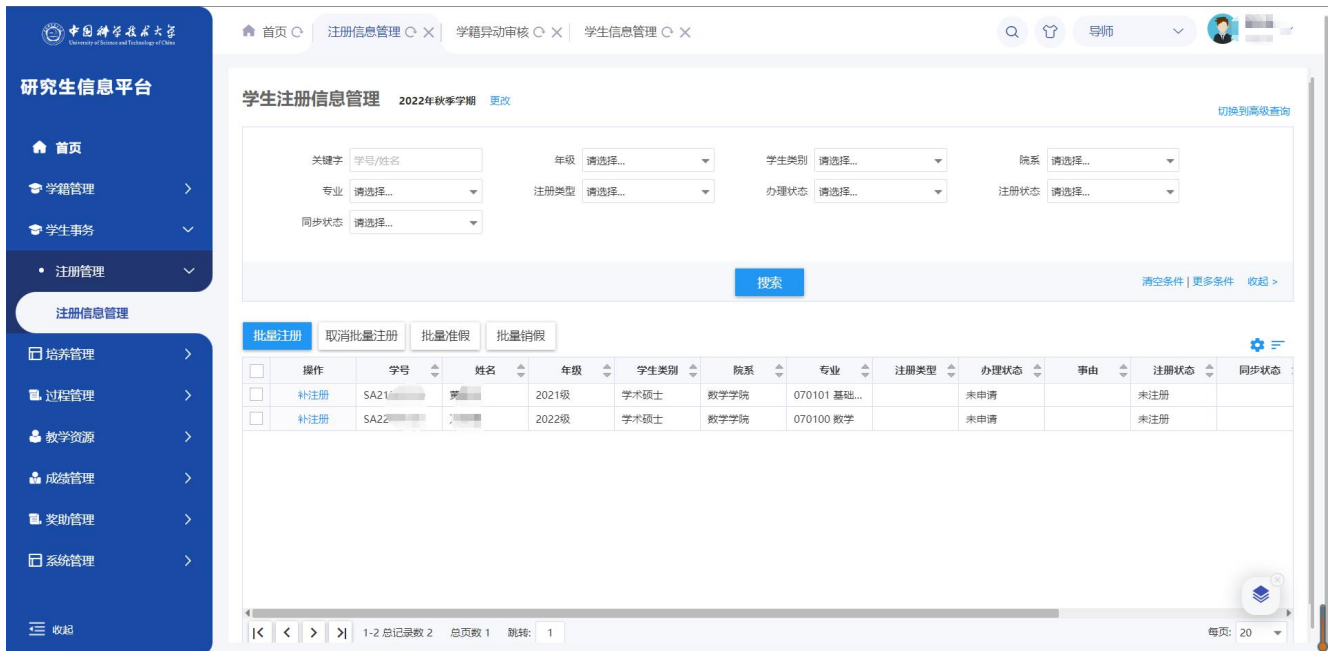 中国科学技术大学
University of Science and Technology of China
首页
注册信息管理
学籍异动审核
学生信息管理
导师
研究生信息平台
首页
学籍管理
学生事务
注册管理
注册信息管理
培养管理
过程管理
教学资源
成绩管理
奖助管理
系统管理
收起
学生注册信息管理 2022年秋季学期 更改
切换到高级查询
关键字 学号/姓名 年级 请选择... 学生类别 请选择... 院系 请选择...
专业 请选择... 注册类型 请选择... 办理状态 请选择... 注册状态 请选择...
同步状态 请选择...
搜索 清空条件 | 更多条件 收起 >
批量注册 取消批量注册 批量准假 批量销假
操作 学号 姓名 年级 学生类别 院系 专业 注册类型 办理状态 事由 注册状态 同步状态
补注册 SA21 2021级 学术硕士 数学学院 070101 基础... 未申请 未注册
补注册 SA22 2022级 学术硕士 数学学院 070100 数学 未申请 未注册
1-2 总记录数 2 总页数 1 跳转: 1 每页: 20